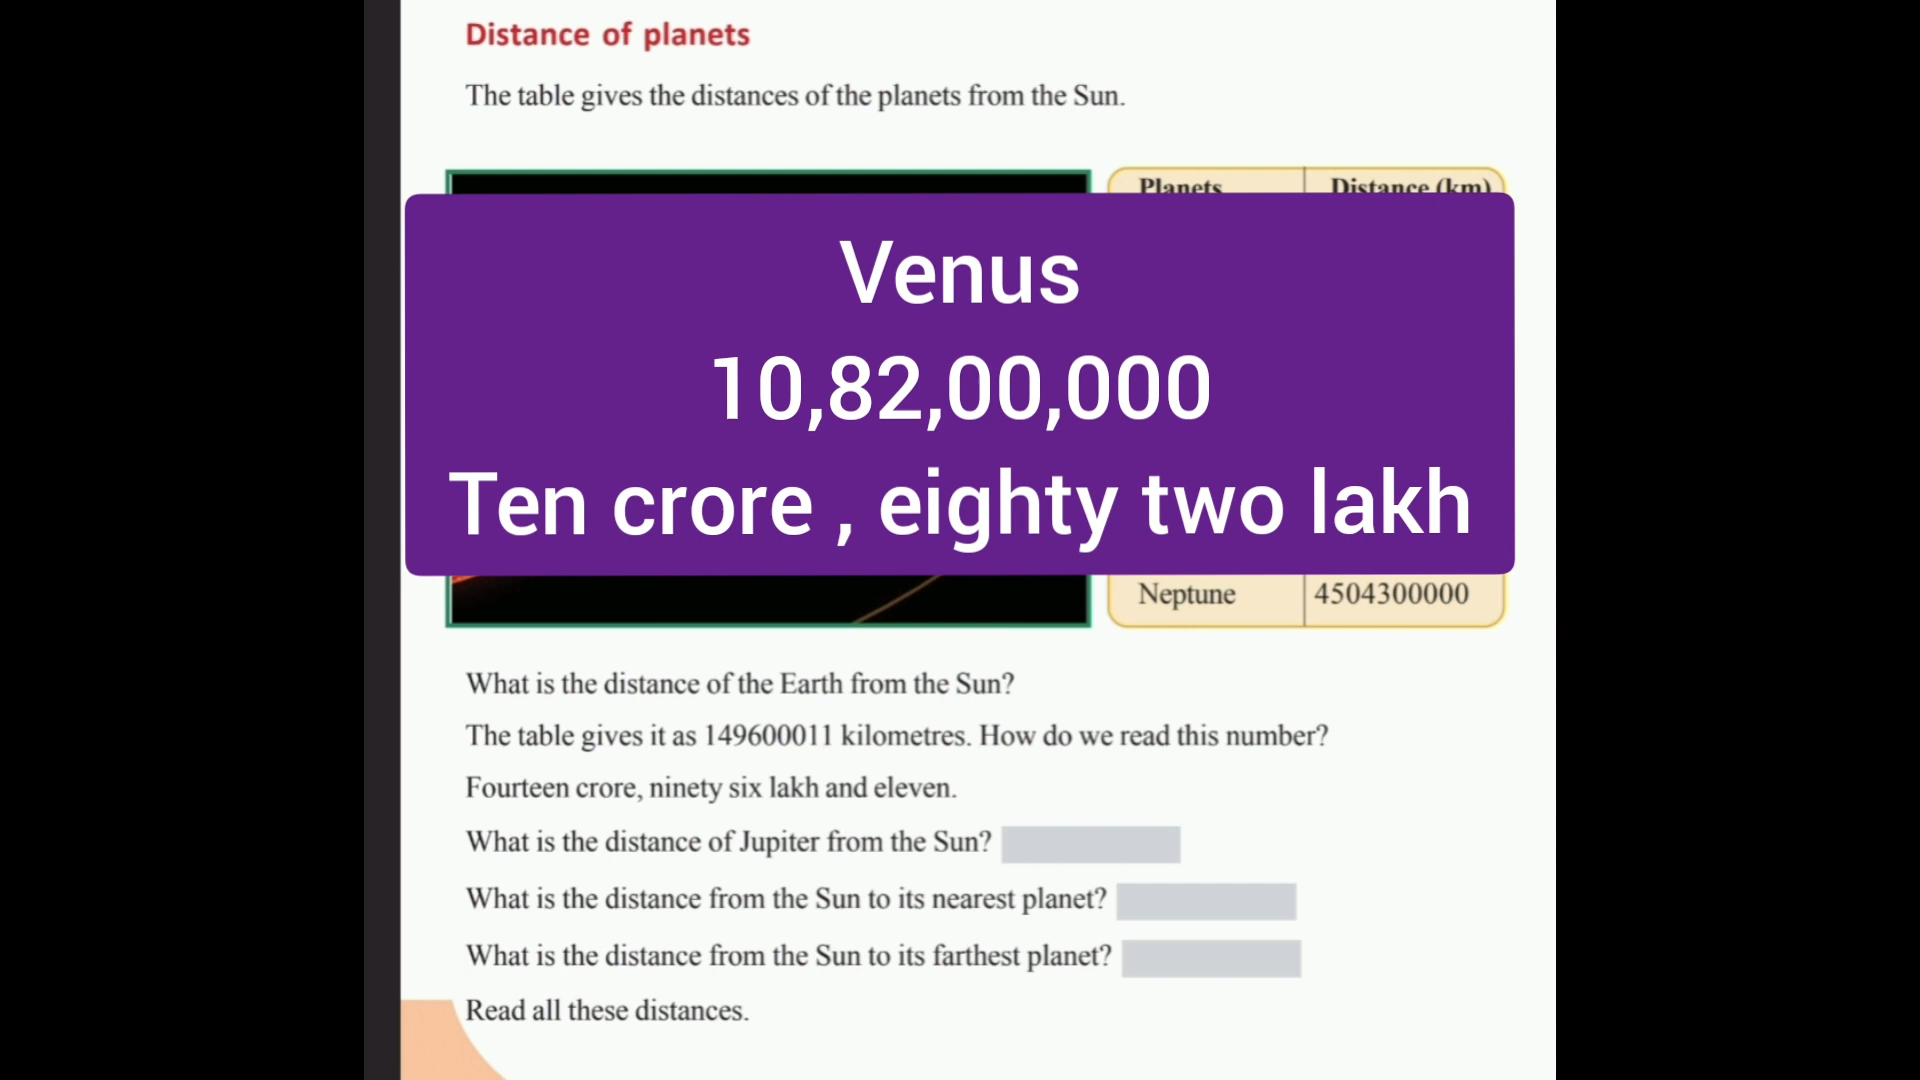 Distance of planets
The table gives the distances of the planets from the Sun.
Planets Distance (km)
Venus
10,82,00,000
Ten crore , eighty two lakh
Neptune 4504300000
What is the distance of the Earth from the Sun?
The table gives it as 149600011 kilometres. How do we read this number?
Fourteen crore, ninety six lakh and eleven.
What is the distance of Jupiter from the Sun?
What is the distance from the Sun to its nearest planet?
What is the distance from the Sun to its farthest planet?
Read all these distances.